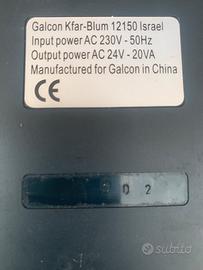 Galcon Kfar-Blum 12150 Israel
Input power AC 230V - 50Hz
Output power AC 24V - 20VA
Manufactured for Galcon in China
CE
0 2
subito